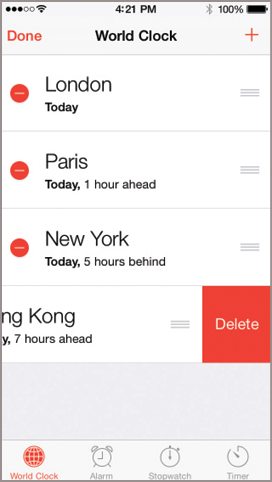 4:21 PM 100%
Done World Clock +
London
Today
Paris
Today, 1 hour ahead
New York
Today, 5 hours behind
ng Kong
y, 7 hours ahead
Delete
World Clock Alarm Stopwatch Timer